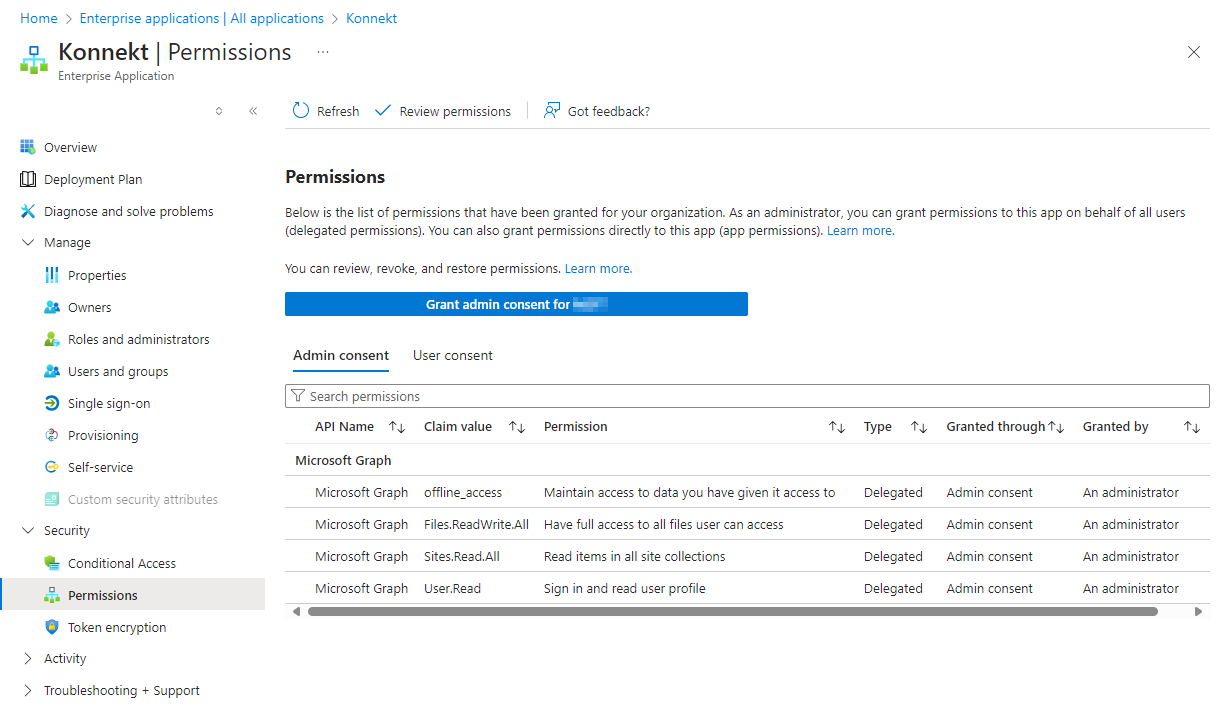 Home > Enterprise applications | All applications > Konnekt
Konnekt | Permissions ...
Enterprise Application
Refresh Review permissions Got feedback?
Overview
Deployment Plan
Diagnose and solve problems
Manage
Properties
Owners
Roles and administrators
Users and groups
Single sign-on
Provisioning
Self-service
Custom security attributes
Security
Conditional Access
Permissions
Token encryption
Activity
Troubleshooting + Support
Permissions
Below is the list of permissions that have been granted for your organization. As an administrator, you can grant permissions to this app on behalf of all users
(delegated permissions). You can also grant permissions directly to this app (app permissions). Learn more.
You can review, revoke, and restore permissions. Learn more.
Grant admin consent for
Admin consent User consent
Search permissions
API Name Claim value Permission Type Granted through Granted by
Microsoft Graph
Microsoft Graph offline_access Maintain access to data you have given it access to Delegated Admin consent An administrator
Microsoft Graph Files.ReadWrite.All Have full access to all files user can access Delegated Admin consent An administrator
Microsoft Graph Sites.Read.All Read items in all site collections Delegated Admin consent An administrator
Microsoft Graph User.Read Sign in and read user profile Delegated Admin consent An administrator